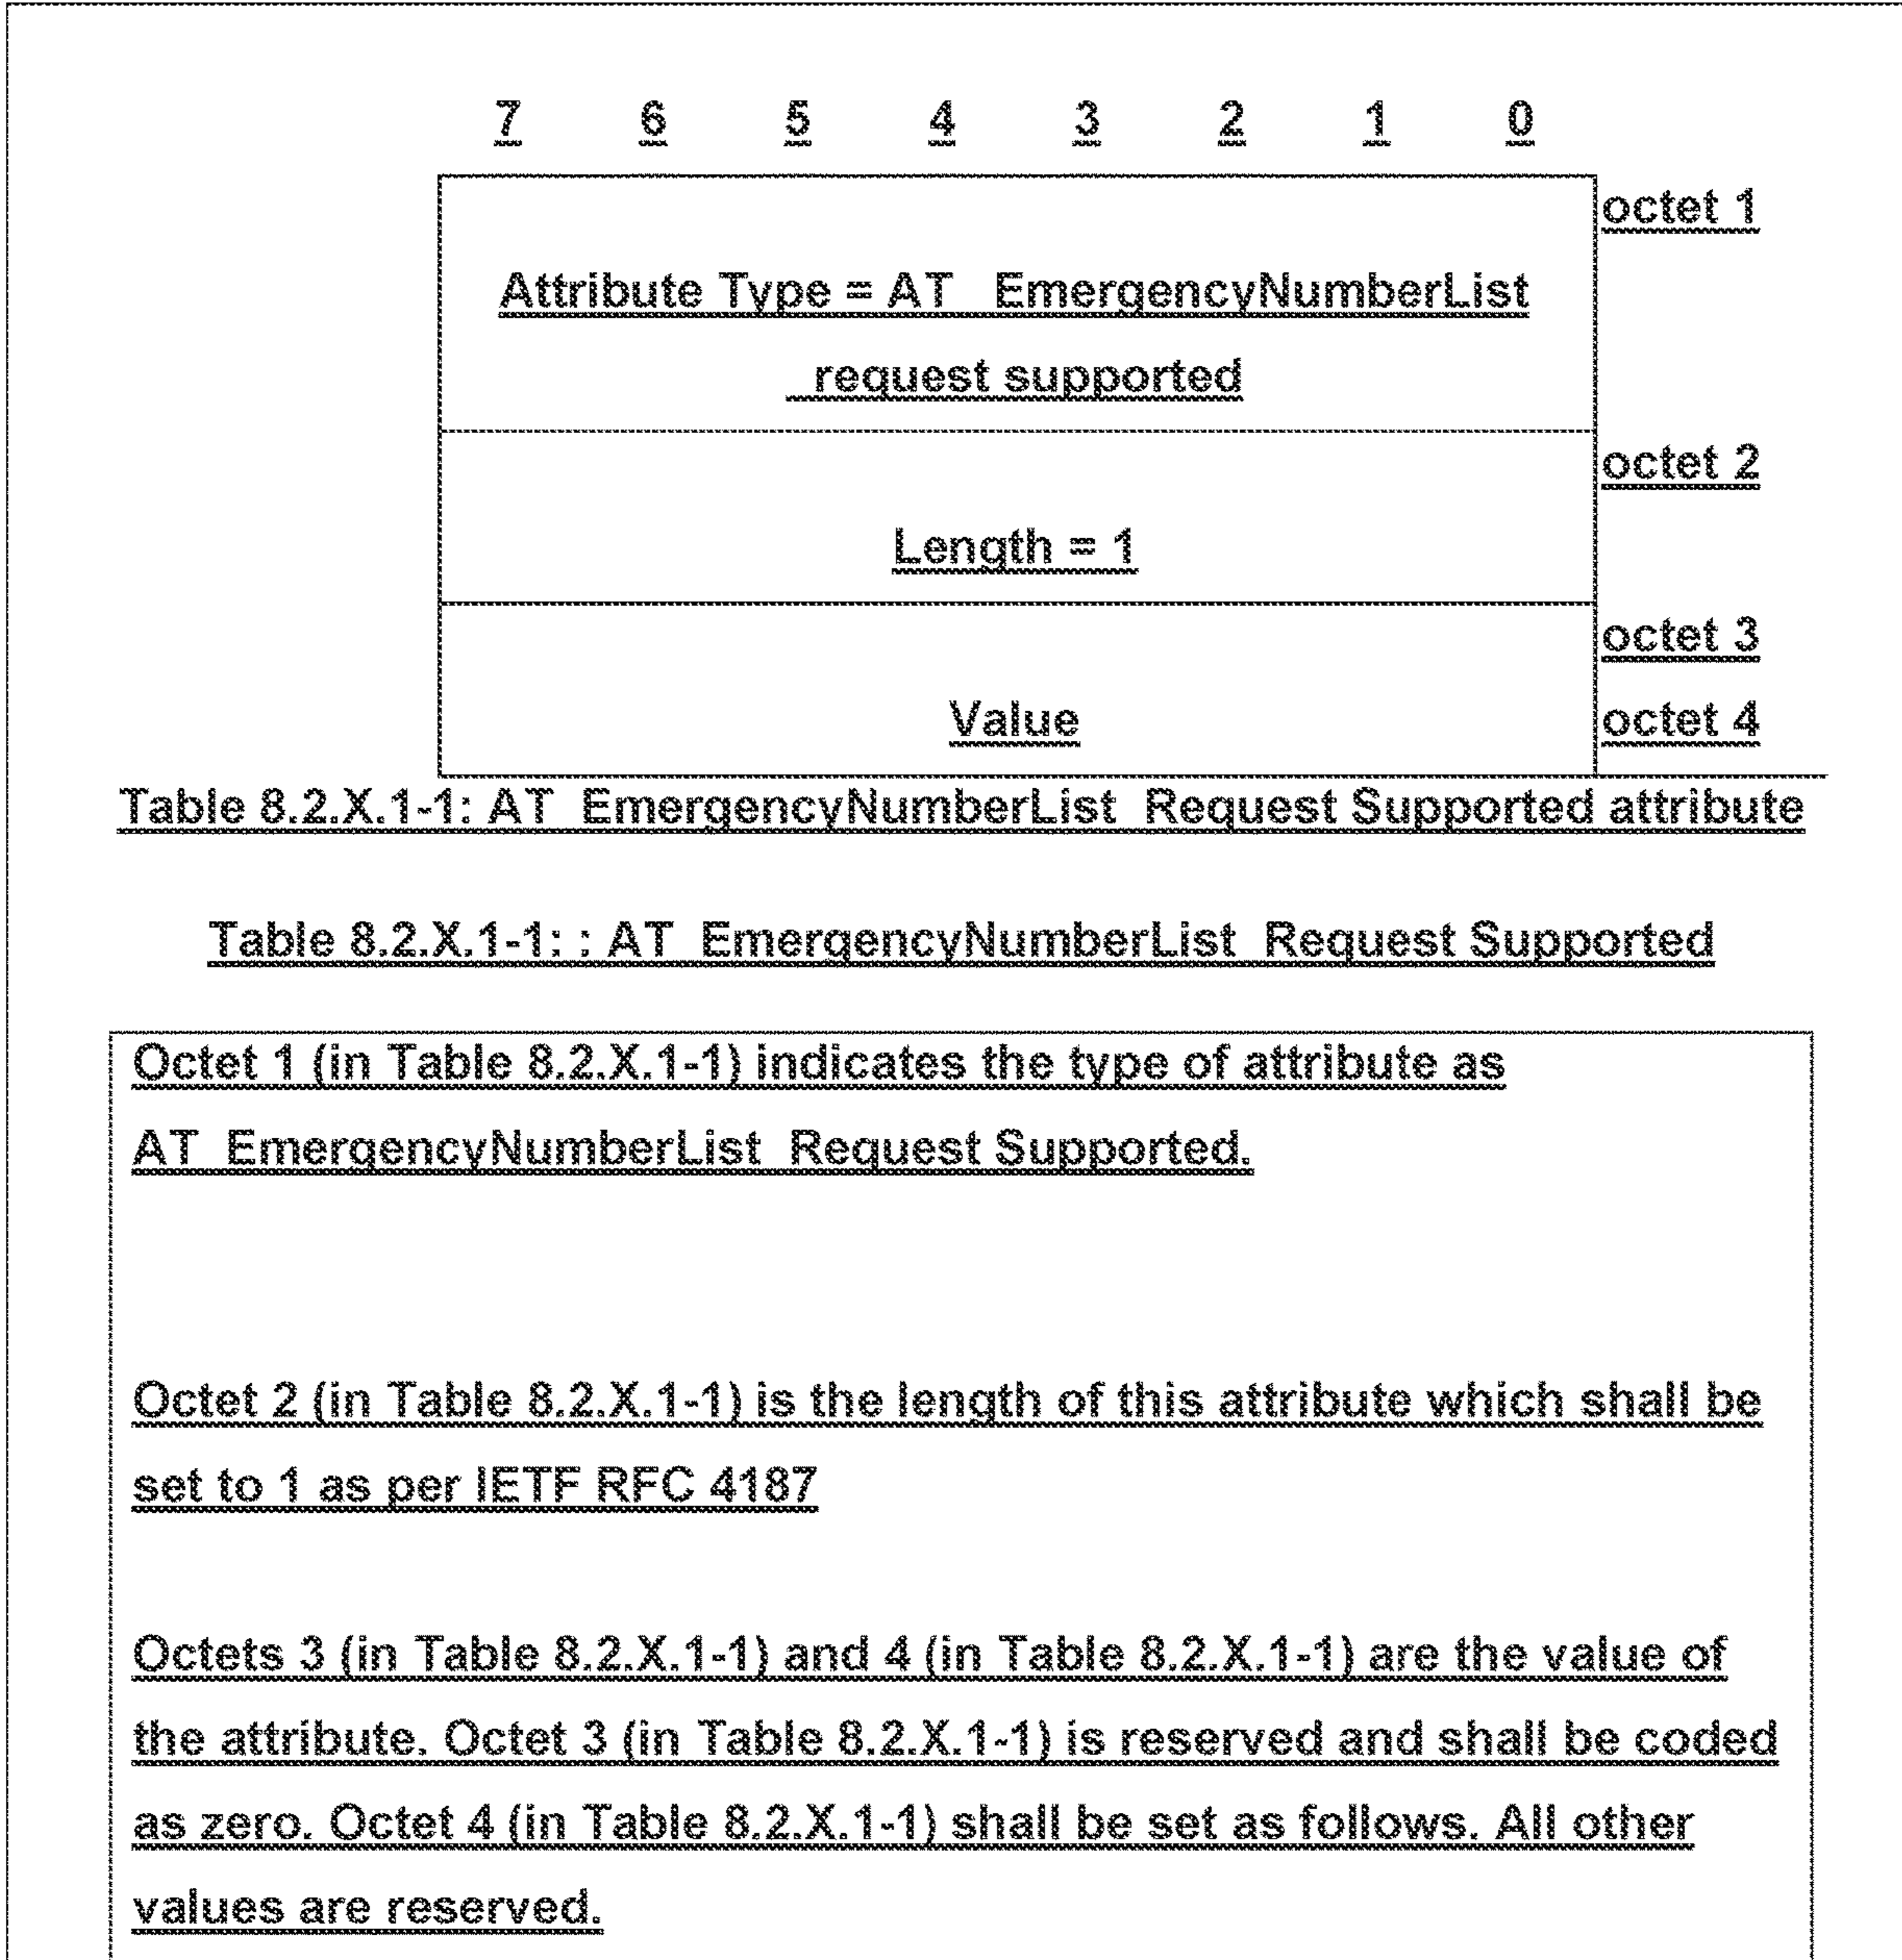 7 6 5 4 3 2 1 0
octet 1
Attribute Type = AT_EmergencyNumberList
_request supported
octet 2
Length = 1
octet 3
Value octet 4
Table 8.2.X.1-1: AT_EmergencyNumberList_Request Supported attribute
Table 8.2.X.1-1: : AT_EmergencyNumberList_Request Supported
Octet 1 (in Table 8.2.X.1-1) indicates the type of attribute as
AT_EmergencyNumberList_Request Supported.
Octet 2 (in Table 8.2.X.1-1) is the length of this attribute which shall be
set to 1 as per IETF RFC 4187
Octets 3 (in Table 8.2.X.1-1) and 4 (in Table 8.2.X.1-1) are the value of
the attribute. Octet 3 (in Table 8.2.X.1-1) is reserved and shall be coded
as zero. Octet 4 (in Table 8.2.X.1-1) shall be set as follows. All other
values are reserved.